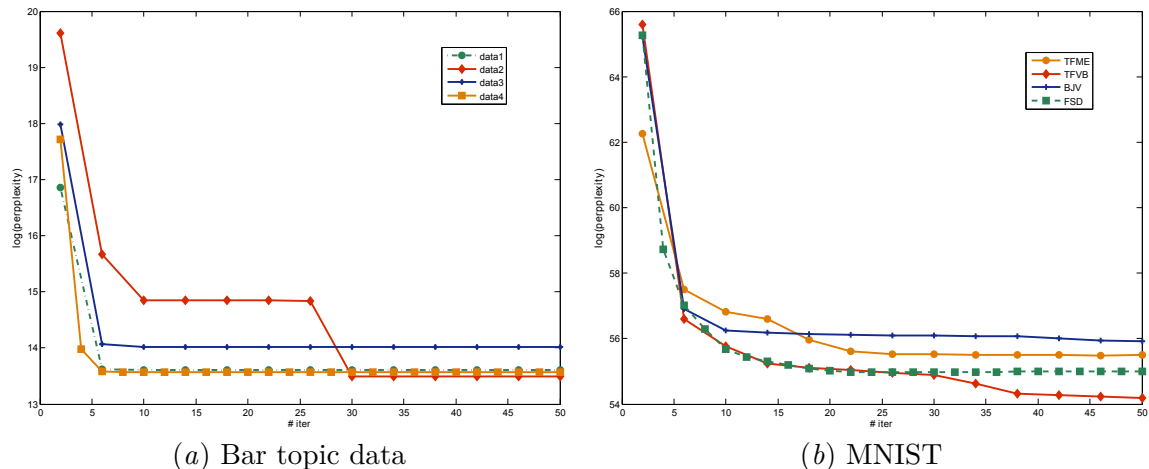 20
19
18
17
16
15
14
13
0 5 10 15 20 25 30 35 40 45 50
# iter
log(perpplexity)
data1
data2
data3
data4
(a) Bar topic data
66
64
62
60
58
56
54
0 5 10 15 20 25 30 35 40 45 50
# iter
log(perpplexity)
TFME
TFVB
BJV
FSD
(b) MNIST